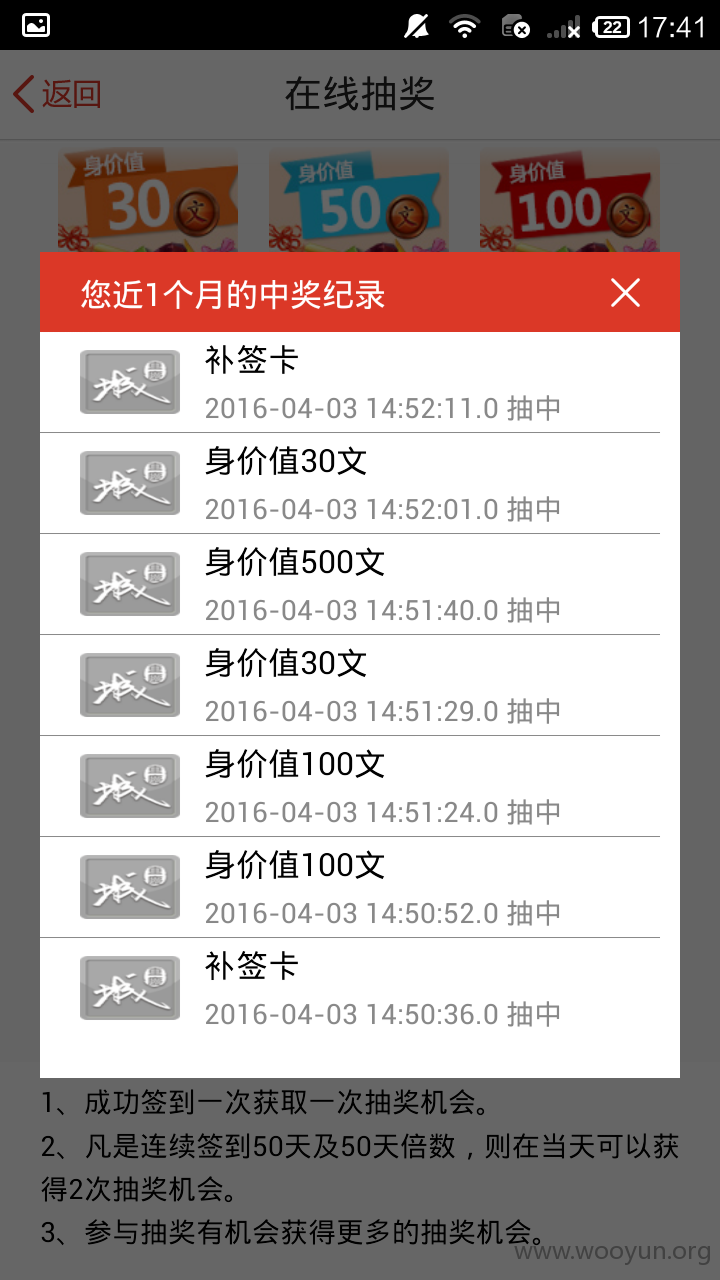 22 17:41
返回
在线抽奖
身价值 身价值 身价值
30文 50文 100文
您近1个月的中奖纪录
补签卡
2016-04-03 14:52:11.0 抽中
身价值30文
2016-04-03 14:52:01.0 抽中
身价值500文
2016-04-03 14:51:40.0 抽中
身价值30文
2016-04-03 14:51:29.0 抽中
身价值100文
2016-04-03 14:51:24.0 抽中
身价值100文
2016-04-03 14:50:52.0 抽中
补签卡
2016-04-03 14:50:36.0 抽中
1、成功签到一次获取一次抽奖机会。
2、凡是连续签到50天及50天倍数，则在当天可以获
得2次抽奖机会。
3、参与抽奖有机会获得更多的抽奖机会。
www.wooyun.org